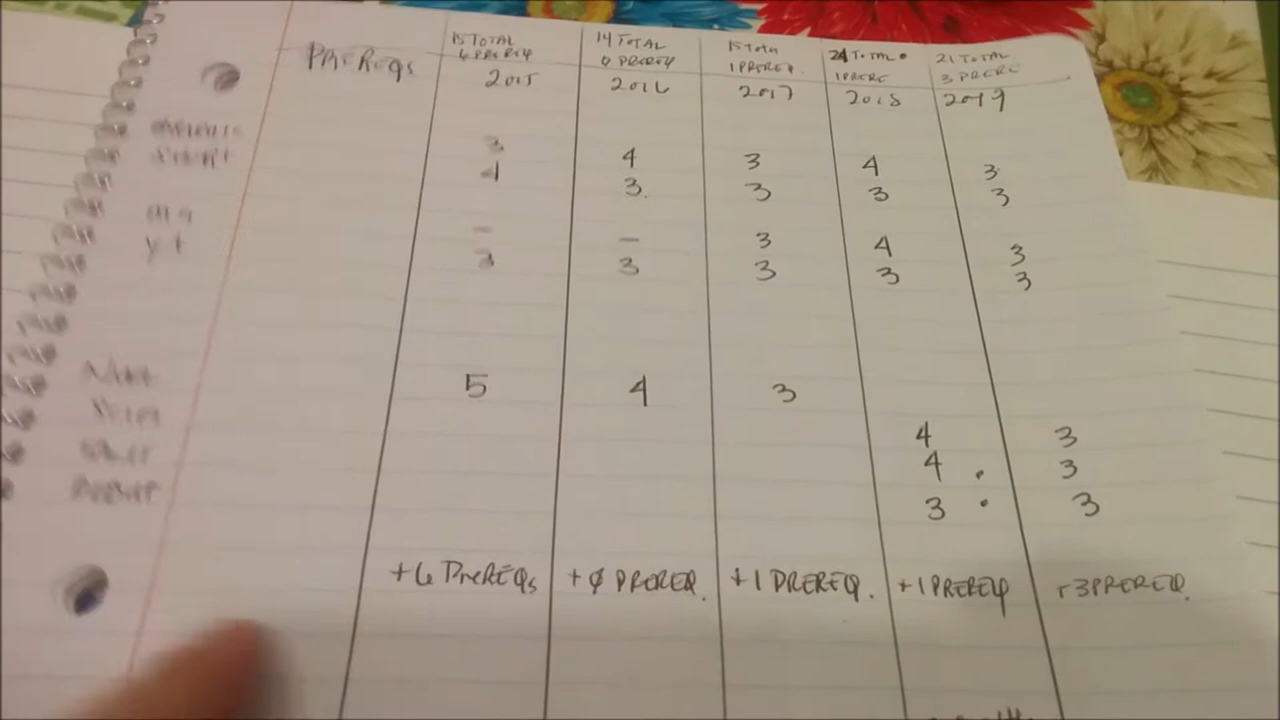 PREREQS 15 TOTAL 14 TOTAL 15 total 24 TOTAL 21 TOTAL
6 PREREQ 0 PREREQ 1 PREREQ. 1 PRERE 3 PRERE
2015 2016 2017 2018 2019
3 4 3 4 3
4 3. 3 3 3
- - 3 4 3
yt 3 3 3 3 3
5 4 3
4 3
4 3
3 3
+6 PreREQs +0 PREREQ. +1 PREREQ. +1 PREREQ +3 PREREQ.